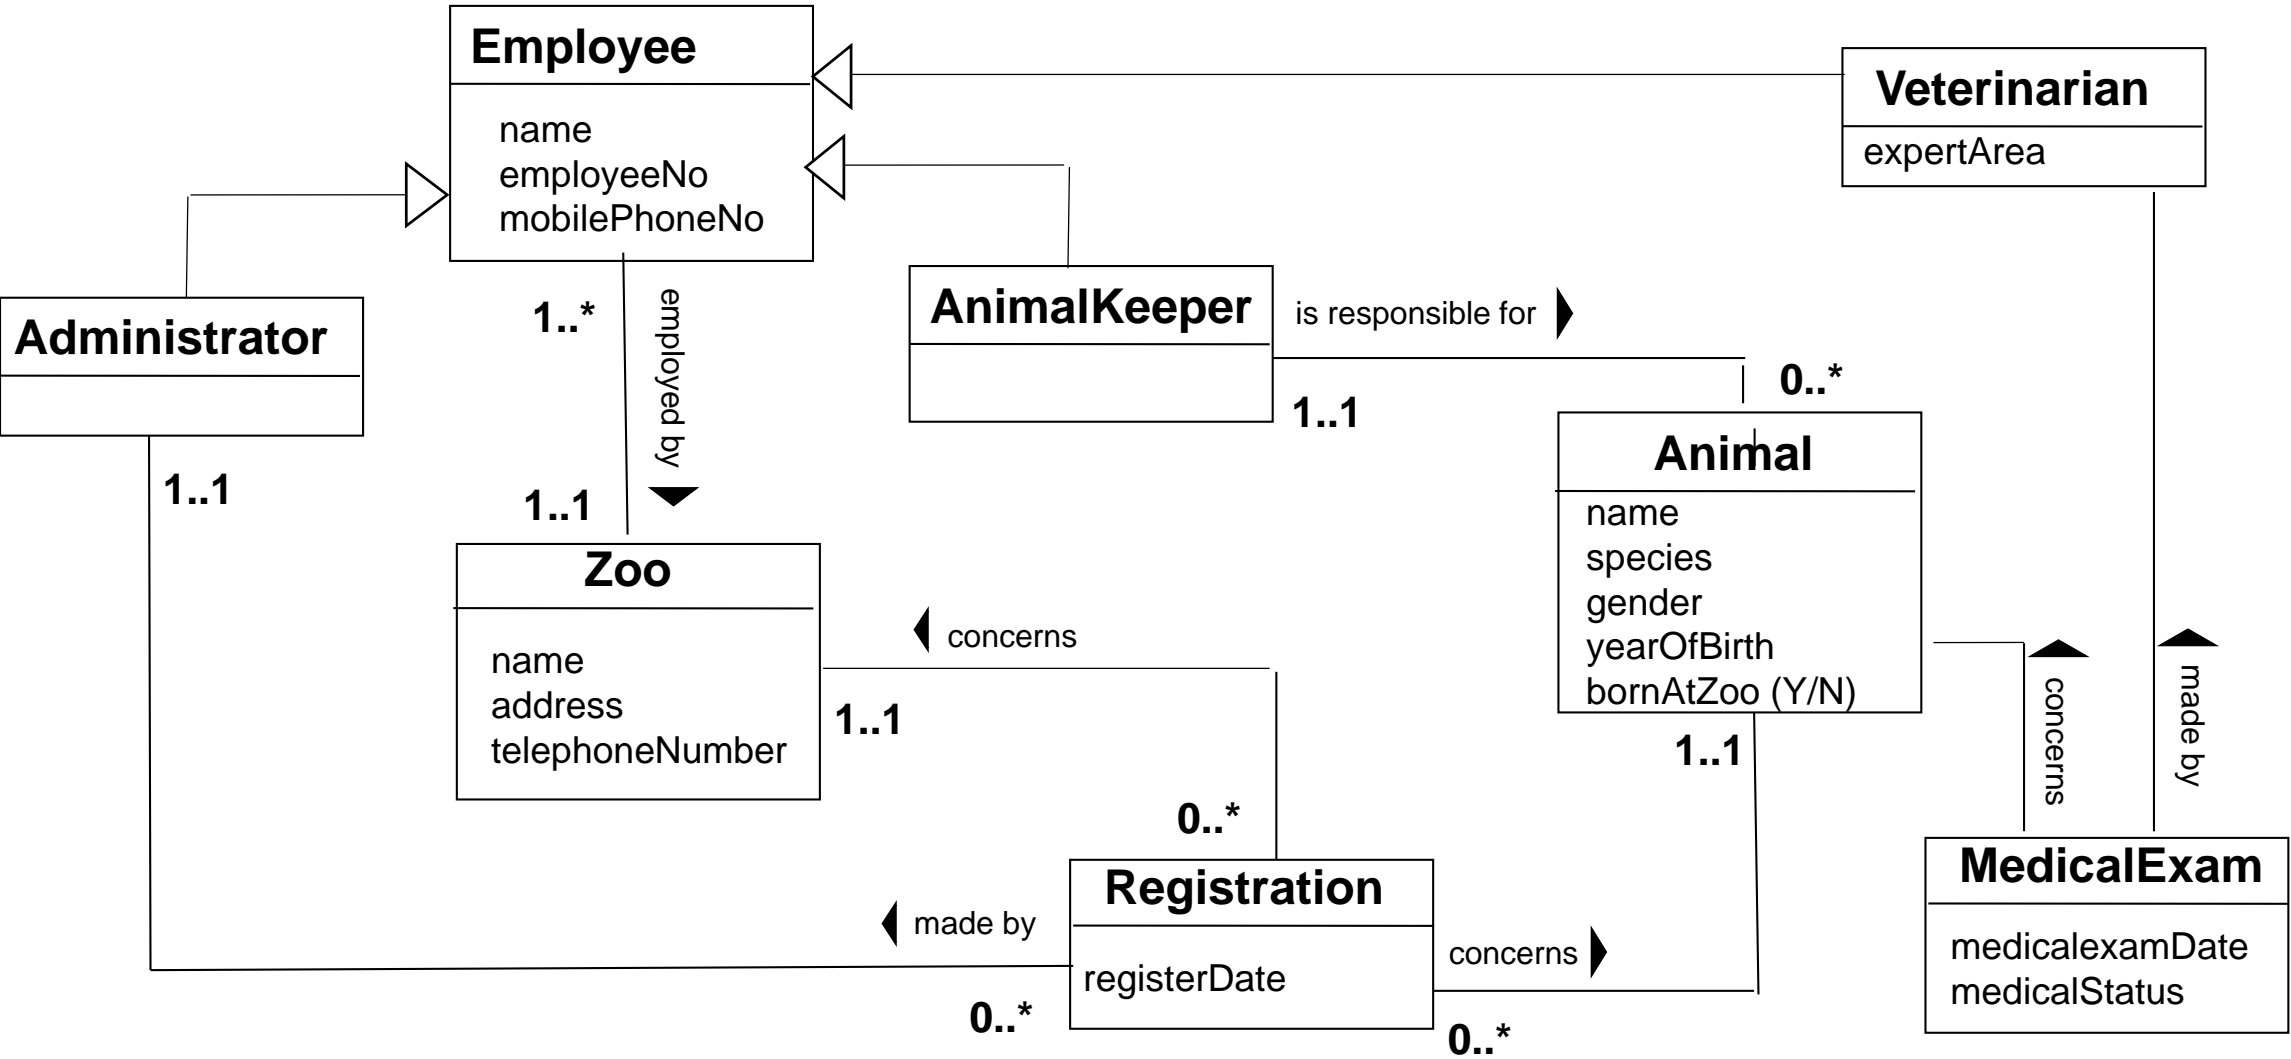 Employee
name
employeeNo
mobilePhoneNo
Veterinarian
expertArea
Administrator
1..*
employed by
1..1
AnimalKeeper
is responsible for
1..1
0..*
1..1
Animal
name
species
gender
yearOfBirth
bornAtZoo (Y/N)
Zoo
name
address
telephoneNumber
concerns
1..1
0..*
1..1
concerns
made by
Registration
registerDate
made by
0..*
concerns
0..*
MedicalExam
medicalexamDate
medicalStatus